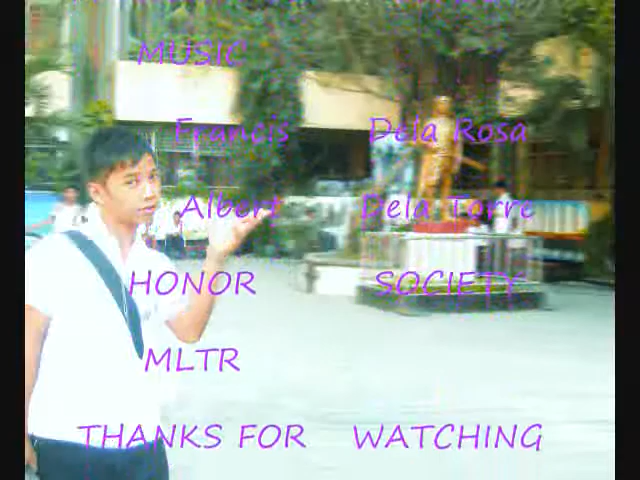 MUSIC
Francis Dela Rosa
Albert Dela Torre
HONOR SOCIETY
MLTR
THANKS FOR WATCHING